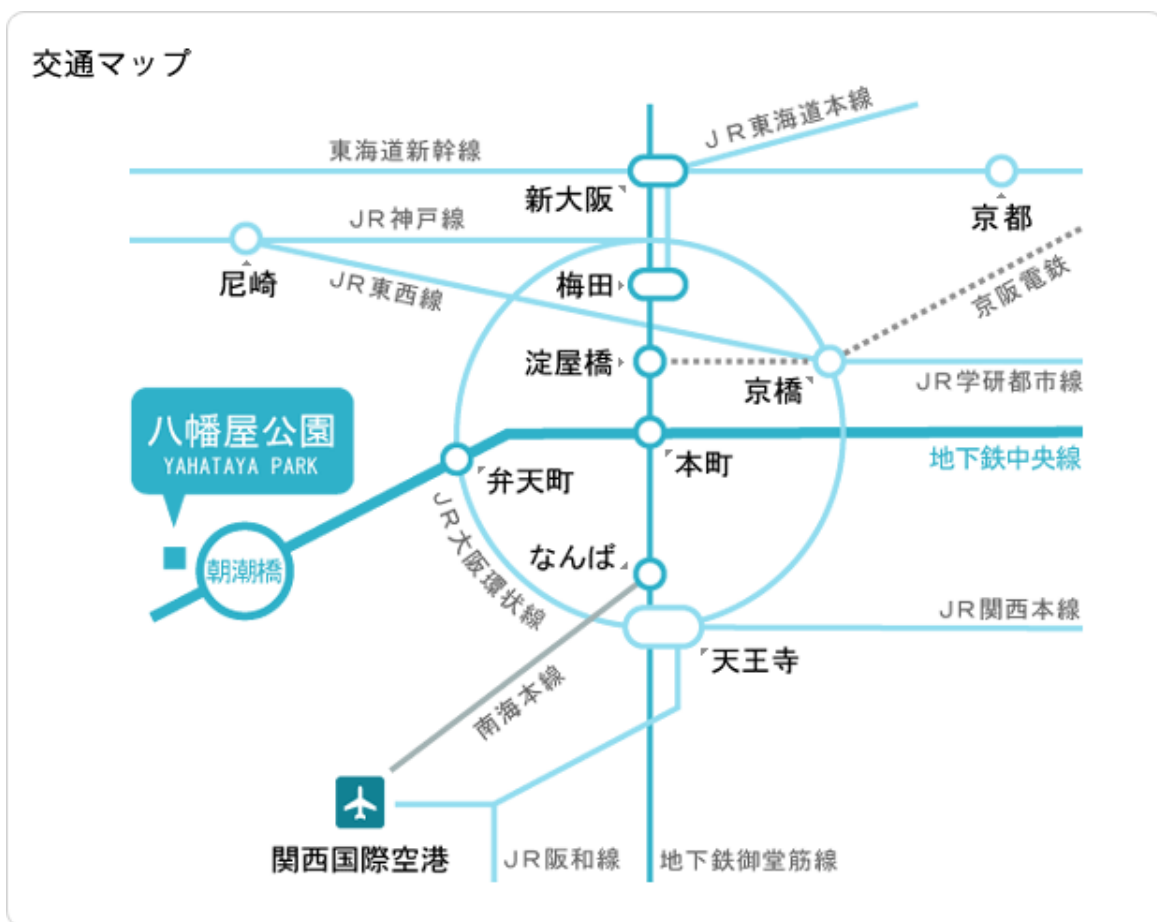 交通マップ
JR東海道本線
東海道新幹線
新大阪
京都
JR神戸線
尼崎
JR東西線
梅田
京阪電鉄
淀屋橋
京橋
JR学研都市線
八幡屋公園
YAHATAYA PARK
弁天町
本町
地下鉄中央線
朝潮橋
JR大阪環状線
なんば
JR関西本線
天王寺
南海本線
関西国際空港
JR阪和線
地下鉄御堂筋線